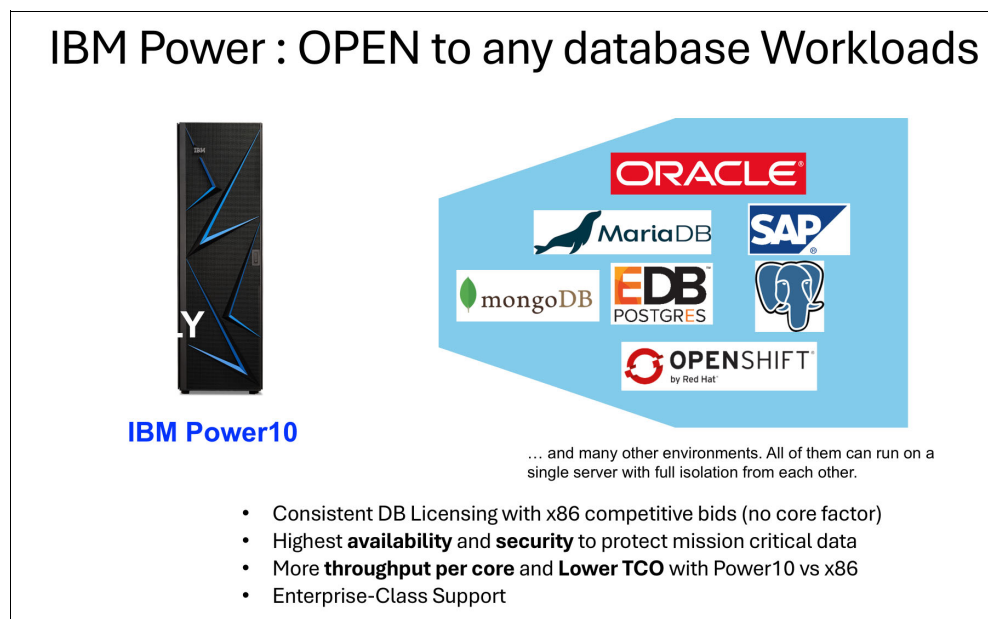 IBM Power : OPEN to any database Workloads
IBM
LY
IBM Power10
ORACLE®
MariaDB
SAP®
mongoDB
EDB™
POSTGRES
OPENSHIFT®
by Red Hat®
… and many other environments. All of them can run on a
single server with full isolation from each other.
• Consistent DB Licensing with x86 competitive bids (no core factor)
• Highest availability and security to protect mission critical data
• More throughput per core and Lower TCO with Power10 vs x86
• Enterprise-Class Support